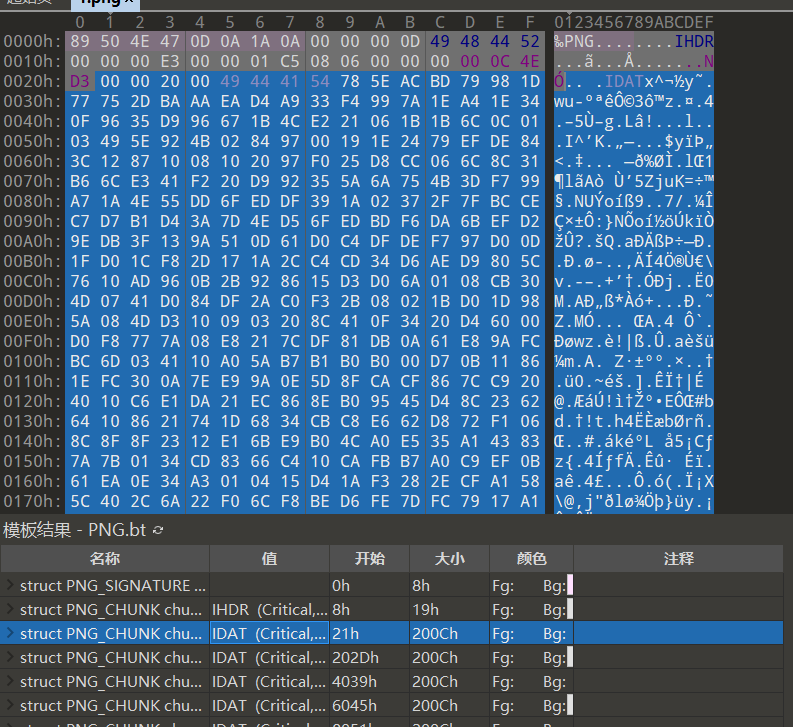 起始页 npng*
0 1 2 3 4 5 6 7 8 9 A B C D E F 0123456789ABCDEF
0000h: 89 50 4E 47 0D 0A 1A 0A 00 00 00 0D 49 48 44 52 ‰PNG........IHDR
0010h: 00 00 00 E3 00 00 01 C5 08 06 00 00 00 00 0C 4E ...ã...Å.......N
0020h: D3 00 00 20 00 49 44 41 54 78 5E AC BD 79 98 1D Ó.. .IDATx^¬½y˜.
0030h: 77 75 2D BA AA EA D4 A9 33 F4 99 7A 1E A4 1E 34 wu-ºªêÔ©3ô™z.¤.4
0040h: 0F 96 35 D9 96 67 1B 4C E2 21 06 1B 1B 6C 0C 01 .–5Ù–g.Lâ!...l..
0050h: 03 49 5E 92 4B 02 84 97 00 19 1E 24 79 EF DE 84 .I^’K.„—...$yïÞ„
0060h: 3C 12 87 10 08 10 20 97 F0 25 D8 CC 06 6C 8C 31 <.‡... —ð%ØÌ.lŒ1
0070h: B6 6C E3 41 F2 20 D9 92 35 5A 6A 75 4B 3D F7 99 ¶lãAò Ù’5ZjuK=÷™
0080h: A7 1A 4E 55 DD 6F ED DF 39 1A 02 37 2F 7F BC CE §.NUÝoíß9..7/.¼Î
0090h: C7 D7 B1 D4 3A 7D 4E D5 6F ED BD DA 6B EF D2 Ç×±Ô:}NÕoí½öÚkïÒ
00A0h: 9E DB 3F 13 9A 51 0D 61 D0 C4 DF DE F7 97 D0 0D žÛ?.šQ.aÐÄßÞ÷—Ð.
00B0h: 1F D0 1C F8 2D 17 1A 2C C4 CD 34 D6 AE D9 80 5C .Ð.ø-..,ÄÍ4Ö®Ù€\
00C0h: 76 10 AD 96 0B 2B 92 86 15 D3 D0 6A 01 08 CB 30 v.­–.+’†.ÓÐj..Ë0
00D0h: 4D 07 41 D0 84 DF 2A C0 F3 2B 08 02 1B D0 1D 98 M.AÐ„ß*Àó+...Ð.˜
00E0h: 5A 08 4D D3 10 09 03 20 8C 41 0F 34 20 D4 60 00 Z.MÓ... ŒA.4 Ô`.
00F0h: D0 F8 77 7A 08 E8 21 7C DF 81 DB 0A 61 E8 9A FC Ðøwz.è!|ß.Û.aèšü
0100h: BC 6D 03 41 10 A0 5A B7 B1 B0 B0 00 D7 0B 11 86 ¼m.A. Z·±°°.×..†
0110h: 1E FC 30 0A 7E E9 9A 0E 5D 8F CA CF 86 7C C9 20 .ü0.~éš.].ÊÏ†|É
0120h: 40 10 C6 E1 DA 21 EC 86 8E B0 95 45 D4 8C 23 62 @.ÆáÚ!ì†Ž°•EÔŒ#b
0130h: 64 10 86 21 74 1D 68 34 CB C8 E6 62 D8 72 F1 06 d.†!t.h4ËÈæbØrñ.
0140h: 8C 8F 8F 23 12 E1 6B E9 B0 4C A0 E5 35 A1 43 83 Œ..#.áké°L å5¡Cƒ
0150h: 7A 7B 01 34 CD 83 66 C4 10 CA FB B7 A0 C9 EF 0B z{.4ÍƒfÄ.Êû· Éï.
0160h: 61 EA 0E 34 A3 01 04 15 D4 1A F3 28 2E CF A1 58 aê.4£...Ô.ó(.Ï¡X
0170h: 5C 40 2C 6A 22 F0 6C F8 BE D6 FE 7D FC 79 17 A1 \@,j"ðlø¾Öþ}üy.¡
模板结果 - PNG.bt
名称 值 开始 大小 颜色 注释
struct PNG_SIGNATURE ... 0h 8h Fg: Bg:
struct PNG_CHUNK chu... IHDR (Critical,... 8h 19h Fg: Bg:
struct PNG_CHUNK chu... IDAT (Critical,... 21h 200Ch Fg: Bg:
struct PNG_CHUNK chu... IDAT (Critical,... 202Dh 200Ch Fg: Bg:
struct PNG_CHUNK chu... IDAT (Critical,... 4039h 200Ch Fg: Bg:
struct PNG_CHUNK chu... IDAT (Critical,... 6045h 200Ch Fg: Bg: